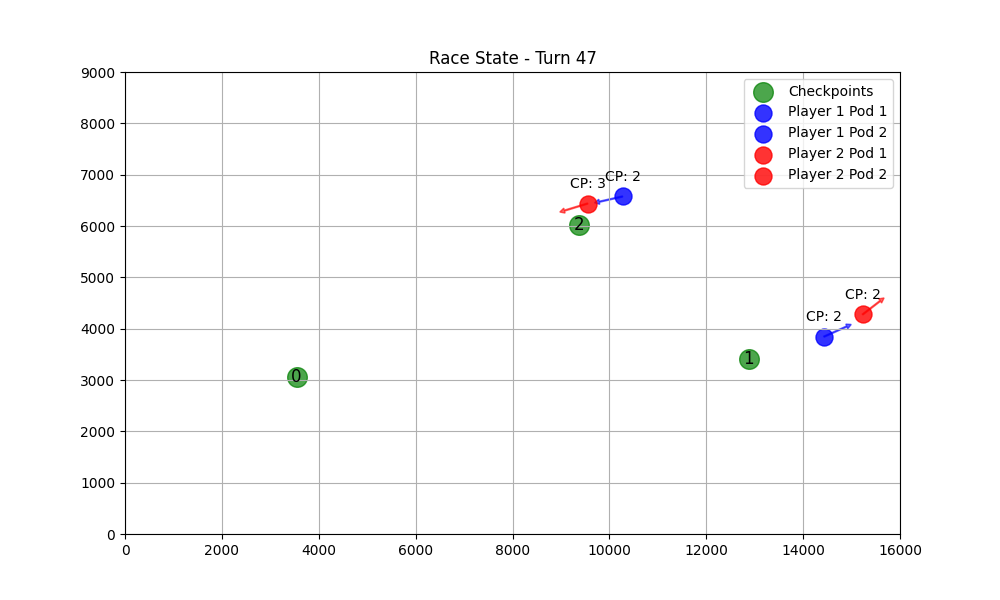 Race State - Turn 47
9000
8000
7000
6000
5000
4000
3000
2000
1000
0
0
2000
4000
6000
8000
10000
12000
14000
16000
Checkpoints
Player 1 Pod 1
Player 1 Pod 2
Player 2 Pod 1
Player 2 Pod 2
CP: 3
CP: 2
2
CP: 2
CP: 2
1
0